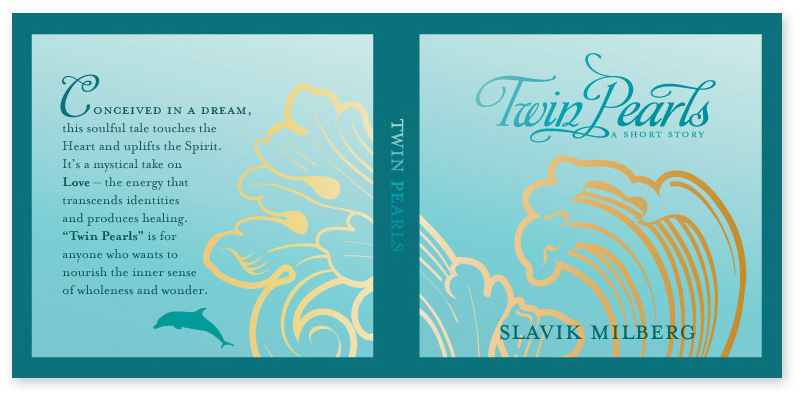 Conceived in a dream,
this soulful tale touches the
Heart and uplifts the Spirit.
It's a mystical take on
Love – the energy that
transcends identities
and produces healing.
"Twin Pearls" is for
anyone who wants to
nourish the inner sense
of wholeness and wonder.
TWIN PEARLS
Twin Pearls
A SHORT STORY
SLAVIK MILBERG